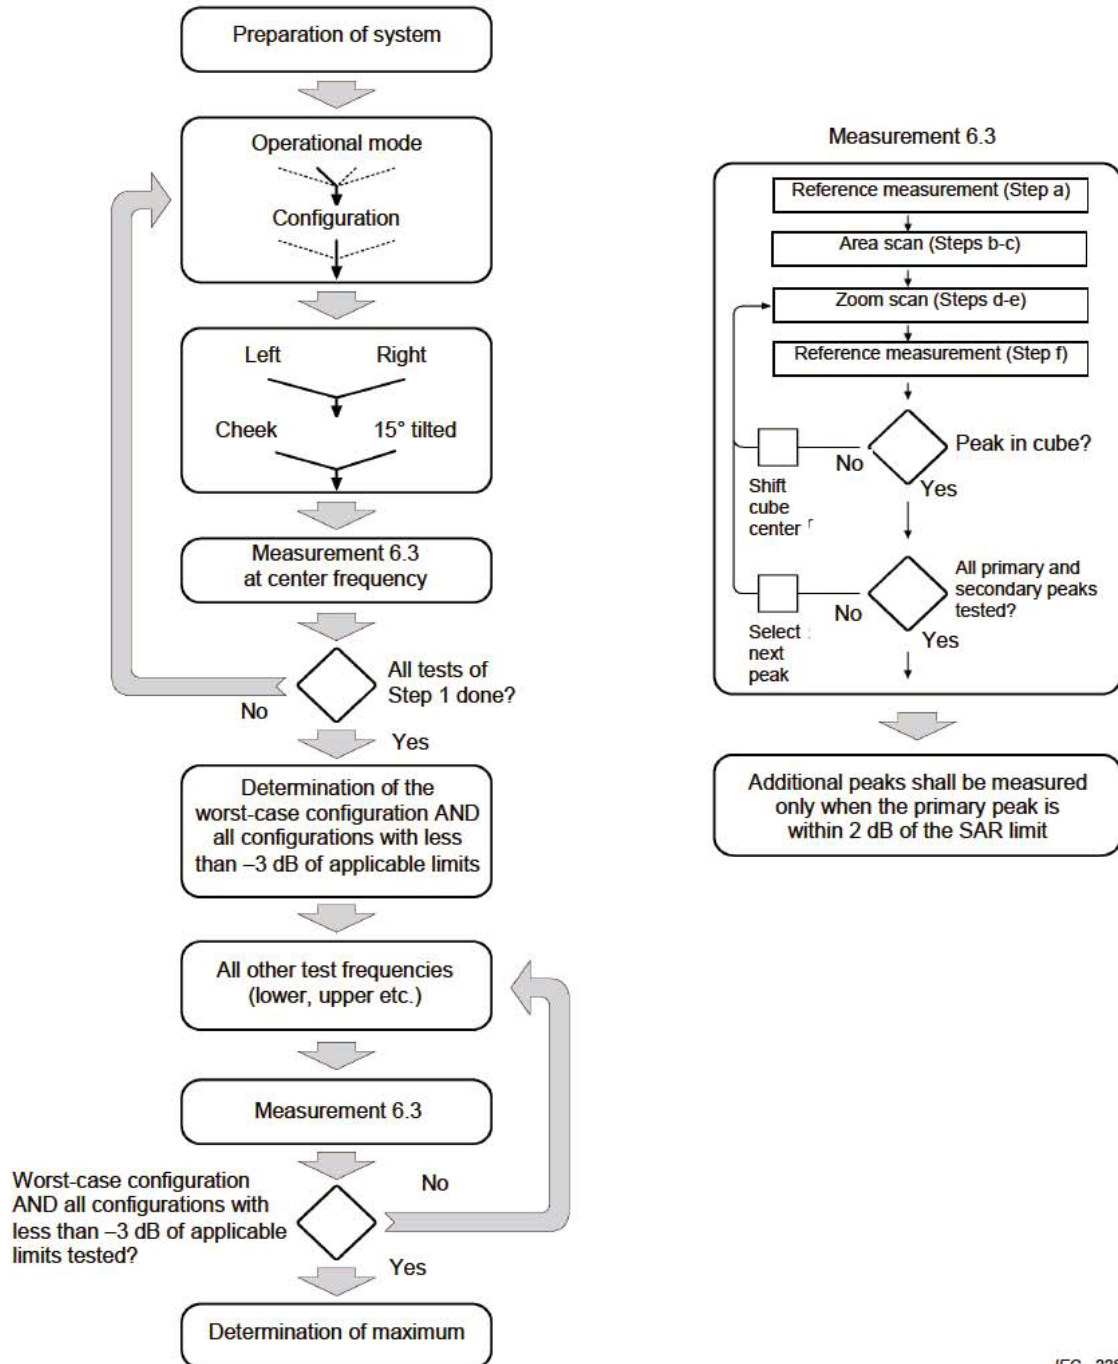 Preparation of system
Operational mode
Configuration
Left Right
Cheek 15° tilted
Measurement 6.3
at center frequency
All tests of
Step 1 done?
No
Yes
Determination of the
worst-case configuration AND
all configurations with less
than –3 dB of applicable limits
All other test frequencies
(lower, upper etc.)
Measurement 6.3
Worst-case configuration
AND all configurations with
less than –3 dB of applicable
limits tested?
No
Yes
Determination of maximum
Measurement 6.3
Reference measurement (Step a)
Area scan (Steps b-c)
Zoom scan (Steps d-e)
Reference measurement (Step f)
Peak in cube?
No
Yes
Shift
cube
center
All primary and
secondary peaks
tested?
No
Yes
Select
next
peak
Additional peaks shall be measured
only when the primary peak is
within 2 dB of the SAR limit
IEC